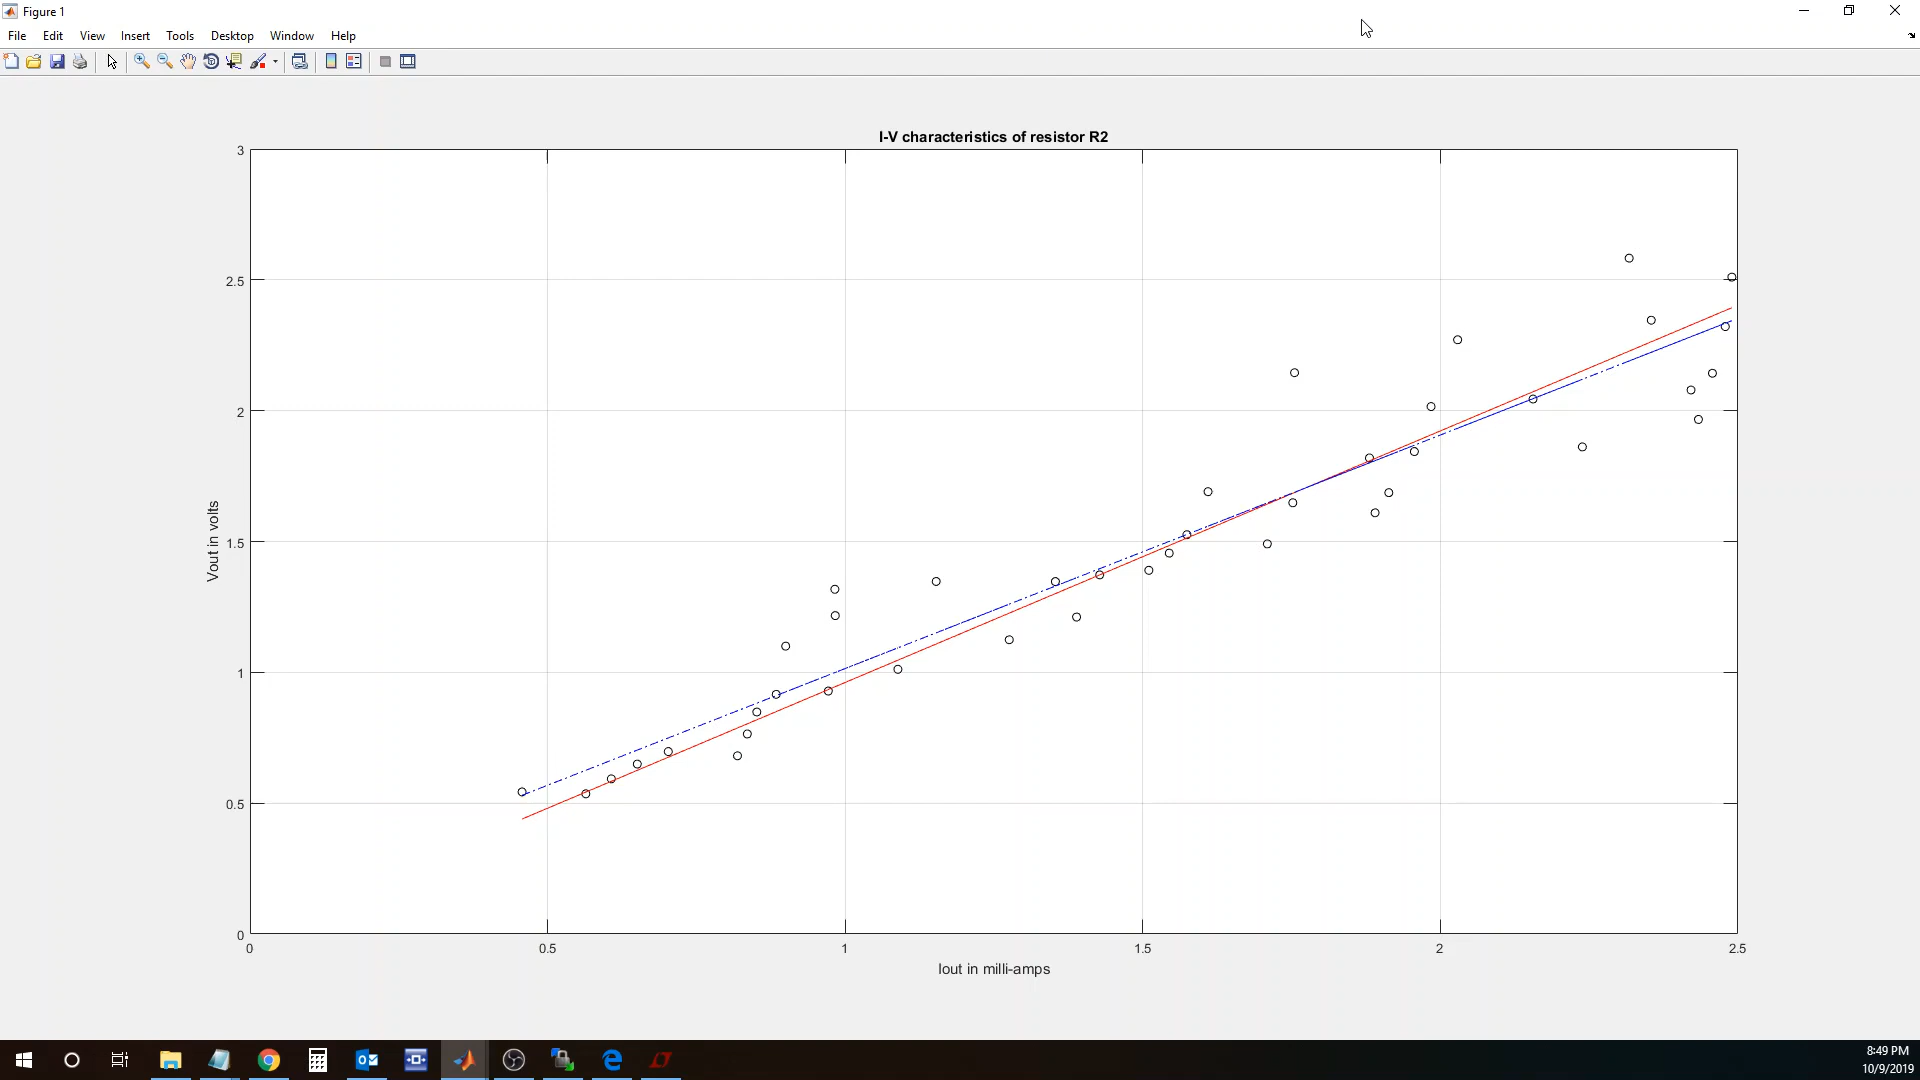 Figure 1
File Edit View Insert Tools Desktop Window Help
I-V characteristics of resistor R2
3
2.5
2
1.5
1
0.5
0
Vout in volts
0 0.5 1 1.5 2 2.5
Iout in milli-amps
8:49 PM
10/9/2019